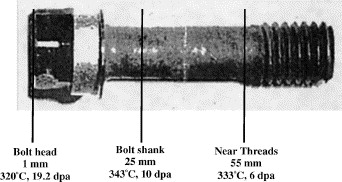 Bolt head
1 mm
320°C, 19.2 dpa
Bolt shank
25 mm
343°C, 10 dpa
Near Threads
55 mm
333°C, 6 dpa